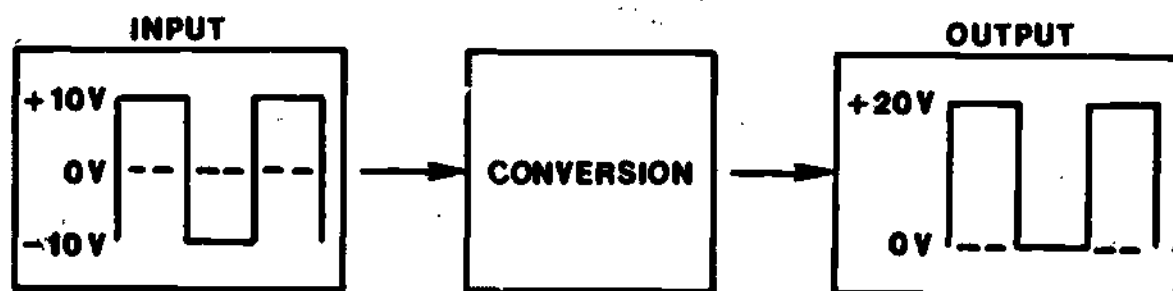 INPUT
+10V
0V
-10V
CONVERSION
OUTPUT
+20V
0V